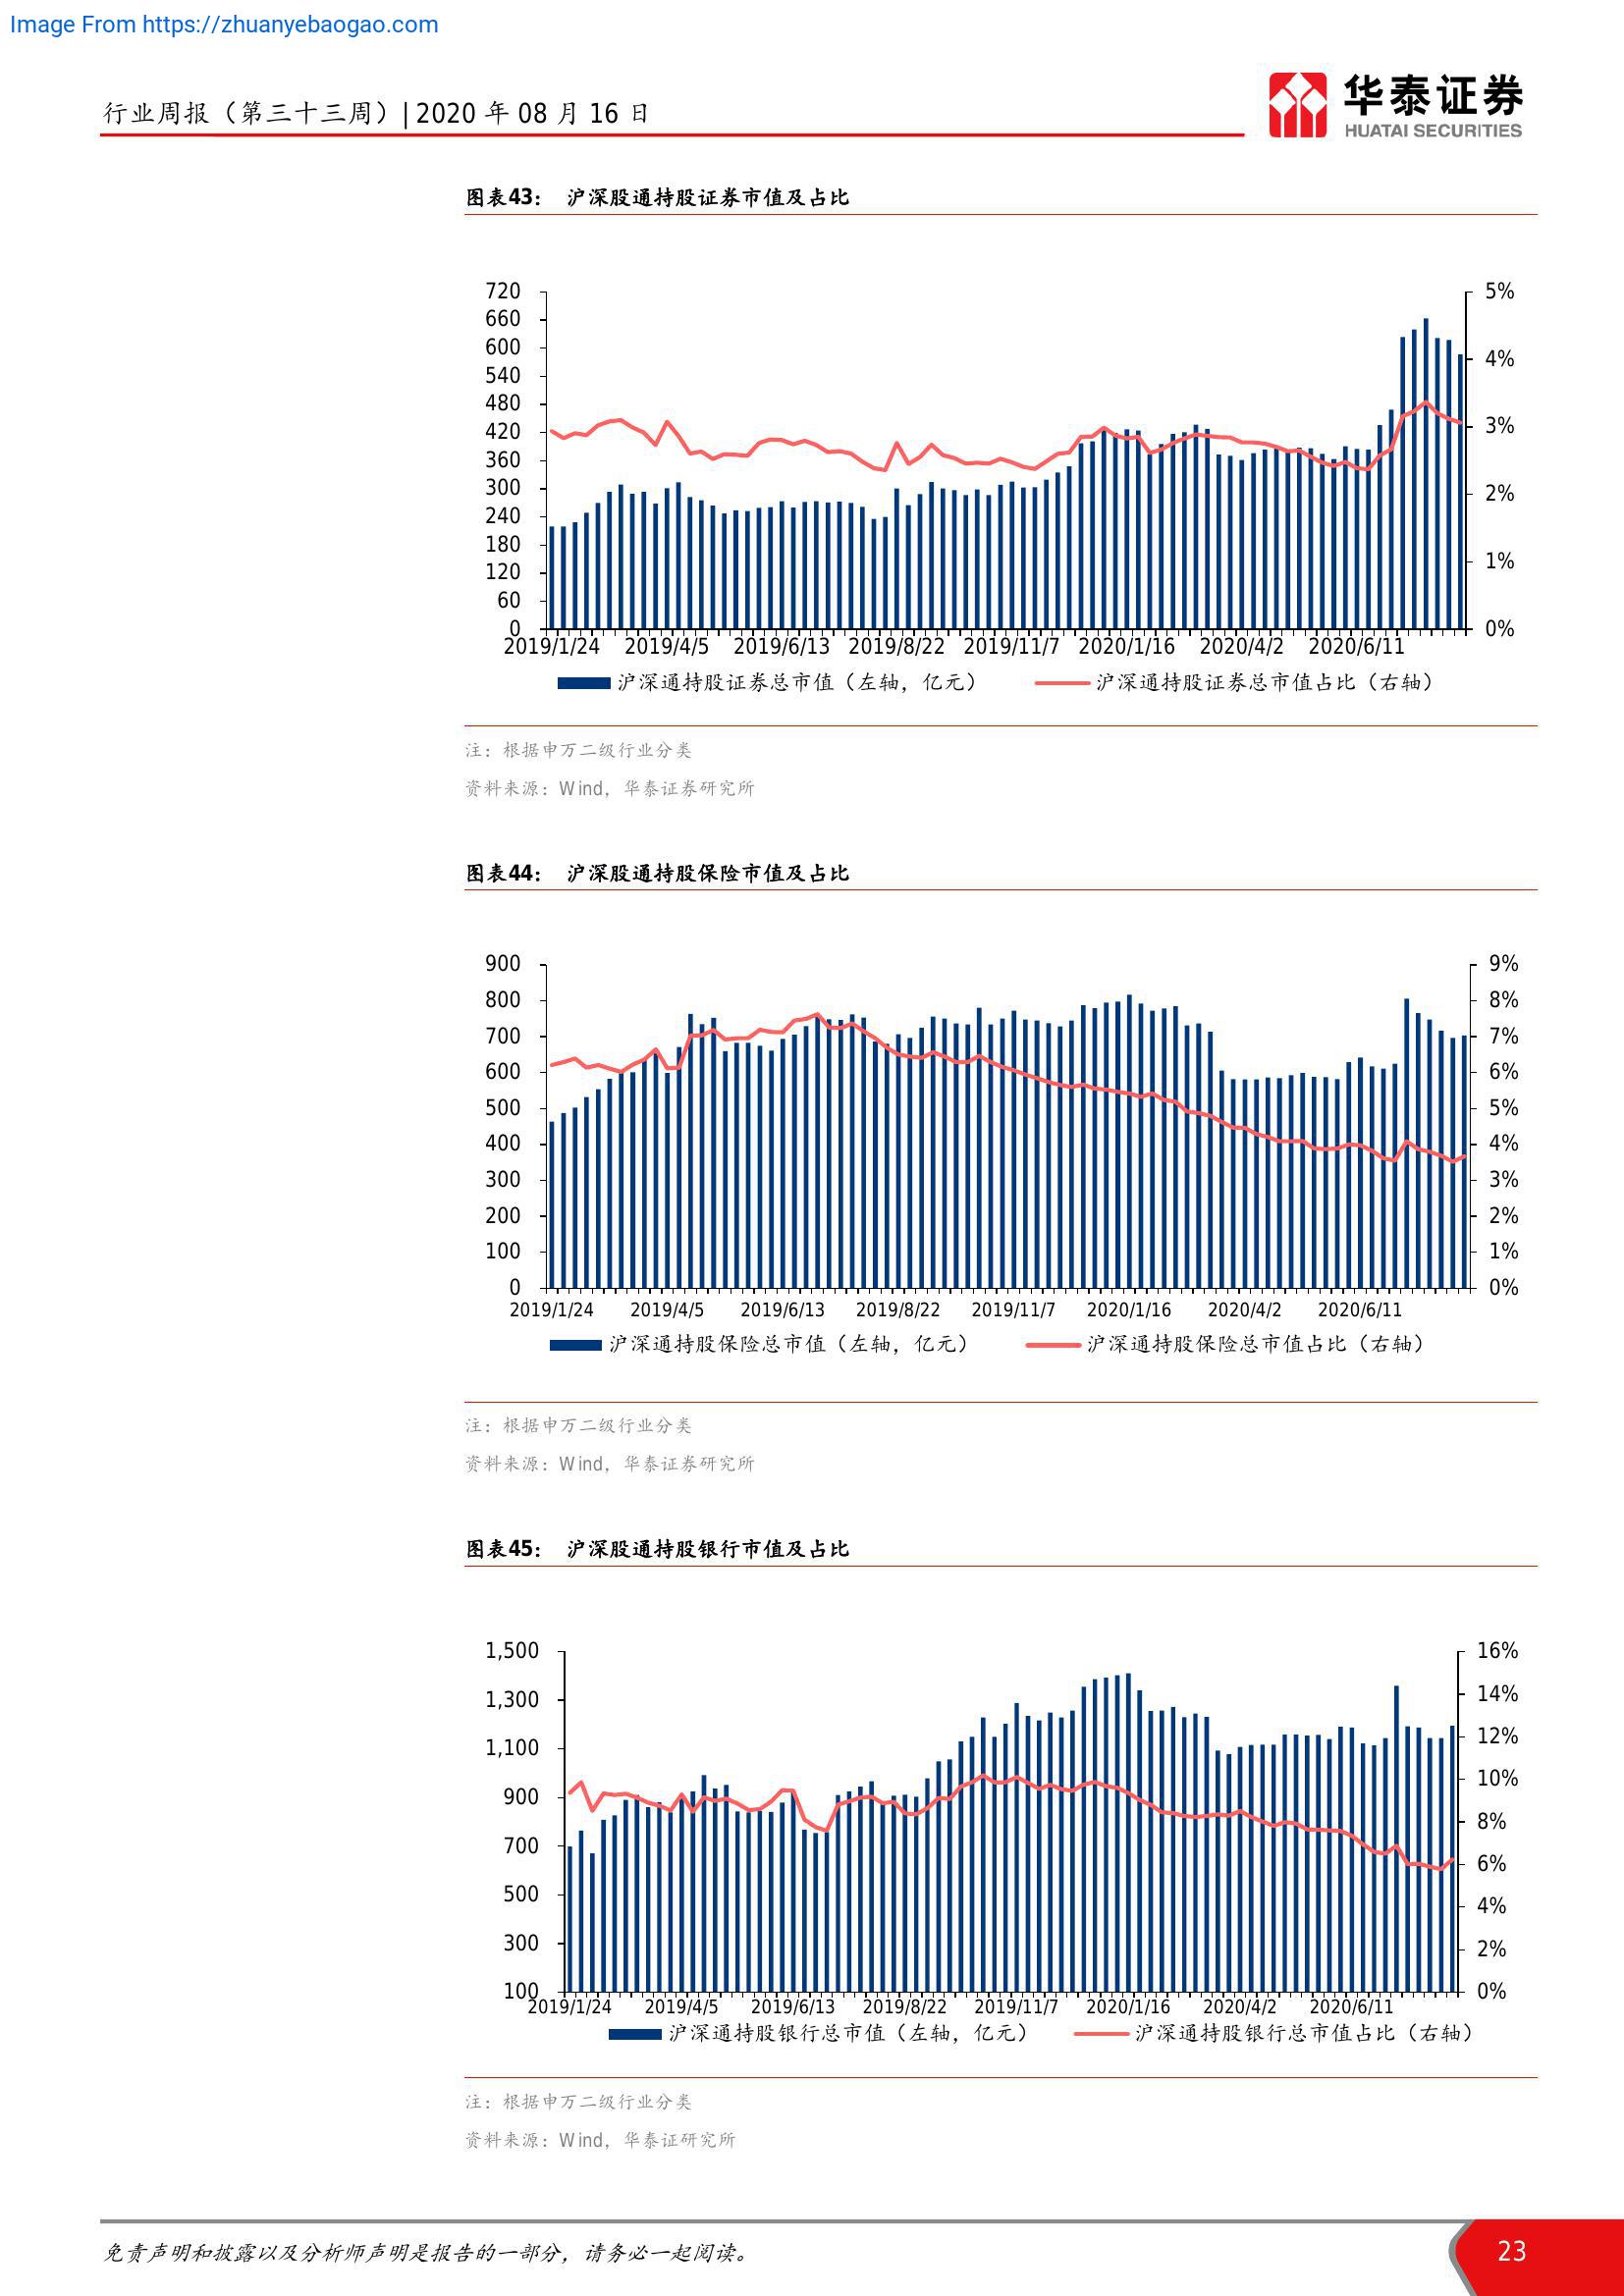 Image From https://zhuanyebaogao.com
行业周报（第三十三周）| 2020 年 08 月 16 日
华泰证券
HUATAI SECURITIES
图表43： 沪深股通持股证券市值及占比
720 5%
660
600 4%
540
480
420 3%
360
300 2%
240
180
120 1%
60
0 0%
2019/1/24 2019/4/5 2019/6/13 2019/8/22 2019/11/7 2020/1/16 2020/4/2 2020/6/11
沪深通持股证券总市值（左轴，亿元） 沪深通持股证券总市值占比（右轴）
注：根据申万二级行业分类
资料来源：Wind，华泰证券研究所
图表44： 沪深股通持股保险市值及占比
900 9%
800 8%
700 7%
600 6%
500 5%
400 4%
300 3%
200 2%
100 1%
0 0%
2019/1/24 2019/4/5 2019/6/13 2019/8/22 2019/11/7 2020/1/16 2020/4/2 2020/6/11
沪深通持股保险总市值（左轴，亿元） 沪深通持股保险总市值占比（右轴）
注：根据申万二级行业分类
资料来源：Wind，华泰证券研究所
图表45： 沪深股通持股银行市值及占比
1,500 16%
1,300 14%
1,100 12%
900 10%
700 8%
500 6%
300 4%
100 2%
0%
2019/1/24 2019/4/5 2019/6/13 2019/8/22 2019/11/7 2020/1/16 2020/4/2 2020/6/11
沪深通持股银行总市值（左轴，亿元） 沪深通持股银行总市值占比（右轴）
注：根据申万二级行业分类
资料来源：Wind，华泰证研究所
免责声明和披露以及分析师声明是报告的一部分，请务必一起阅读。 23